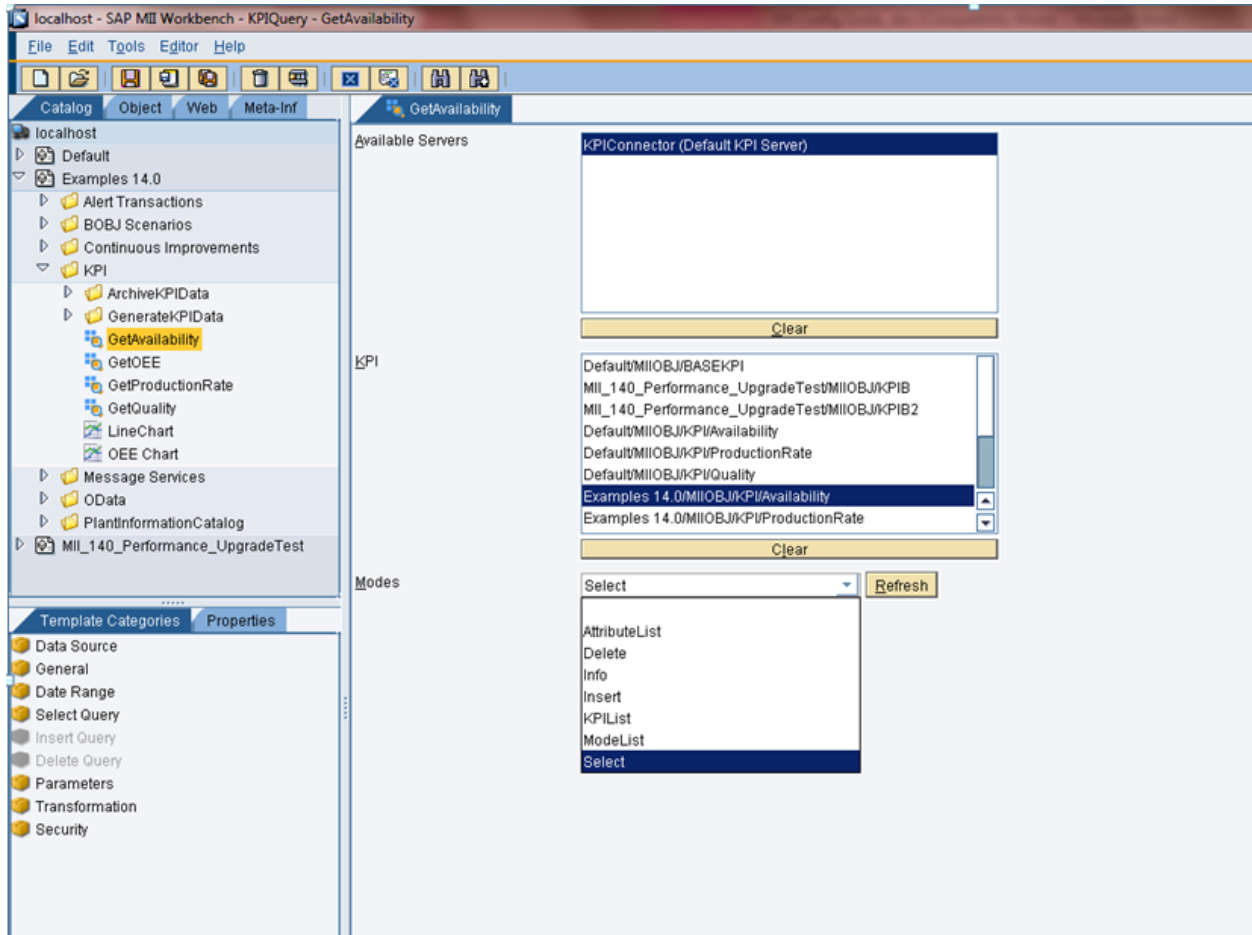 localhost - SAP MII Workbench - KPIQuery - GetAvailability
File Edit Tools Editor Help
Catalog Object Web Meta-Inf
localhost
Default
Examples 14.0
Alert Transactions
BOBJ Scenarios
Continuous Improvements
KPI
ArchiveKPIData
GenerateKPIData
GetAvailability
GetOEE
GetProductionRate
GetQuality
LineChart
OEE Chart
Message Services
OData
PlantInformationCatalog
MII_140_Performance_UpgradeTest
Template Categories Properties
Data Source
General
Date Range
Select Query
Insert Query
Delete Query
Parameters
Transformation
Security
GetAvailability
Available Servers
KPIConnector (Default KPI Server)
Clear
KPI
Default/MIIOBJ/BASEKPI
MII_140_Performance_UpgradeTest/MIIOBJ/KPIB
MII_140_Performance_UpgradeTest/MIIOBJ/KPIB2
Default/MIIOBJ/KPI/Availability
Default/MIIOBJ/KPI/ProductionRate
Default/MIIOBJ/KPI/Quality
Examples 14.0/MIIOBJ/KPI/Availability
Examples 14.0/MIIOBJ/KPI/ProductionRate
Clear
Modes
Select
Refresh
AttributeList
Delete
Info
Insert
KPIList
ModeList
Select